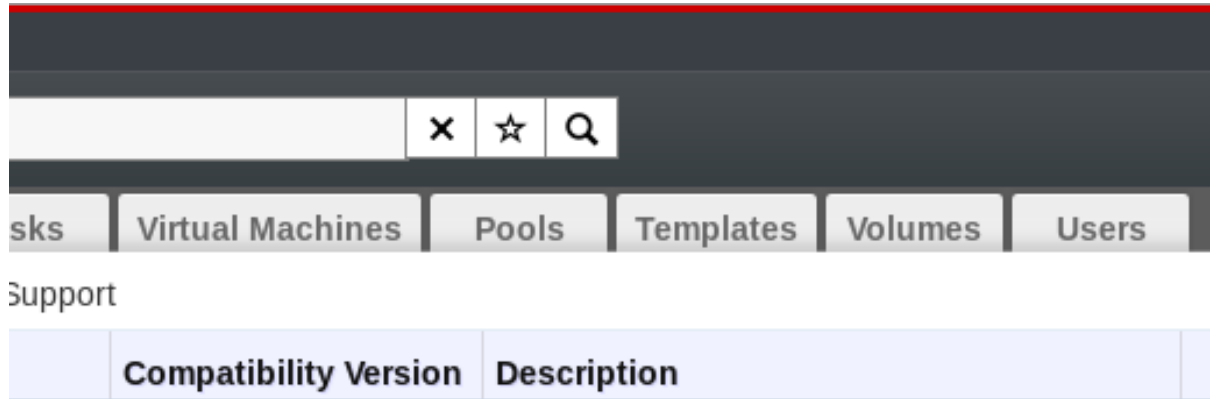 sks Virtual Machines Pools Templates Volumes Users
Support
Compatibility Version Description